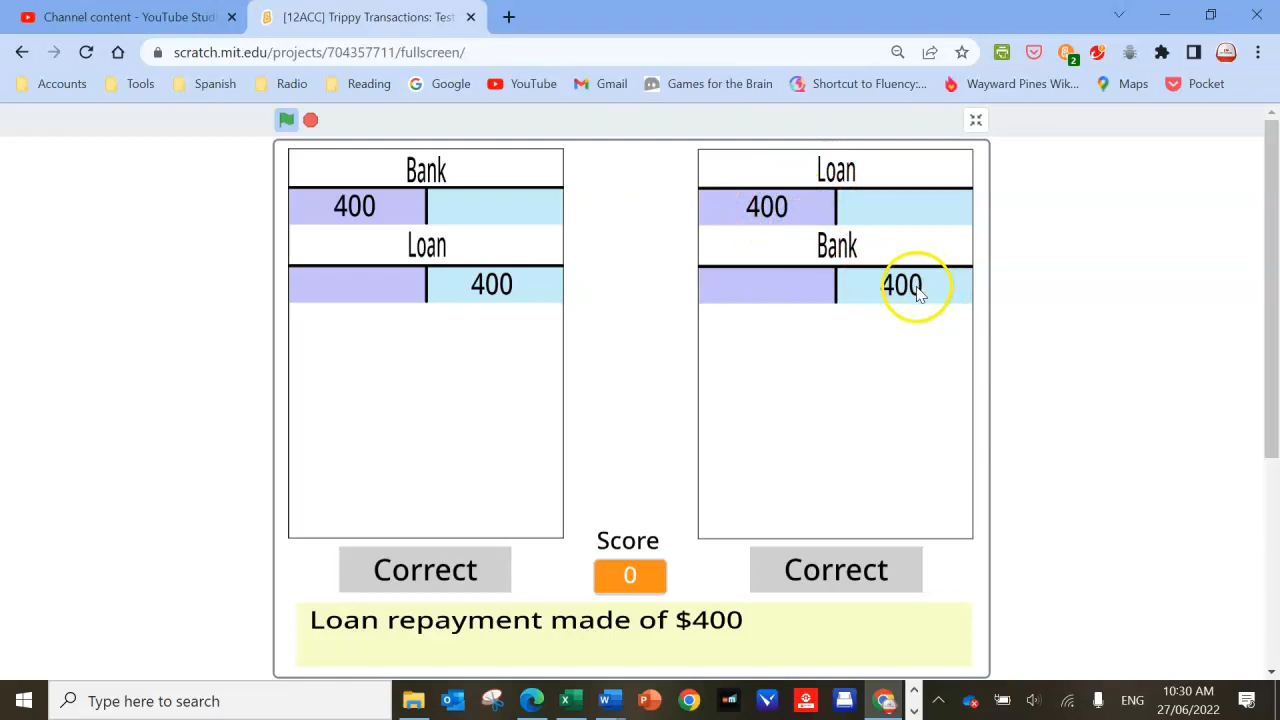 Channel content - YouTube Stud
[12ACC] Trippy Transactions: Test
scratch.mit.edu/projects/704357711/fullscreen/
2
Accounts
Tools
Spanish
Radio
Reading
Google
YouTube
Gmail
Games for the Brain
Shortcut to Fluency:...
Wayward Pines Wik...
Maps
Pocket
Bank
400
Loan
400
Loan
400
Bank
400
Score
0
Correct
Correct
Loan repayment made of $400
Type here to search
ENG
10:30 AM
27/06/2022